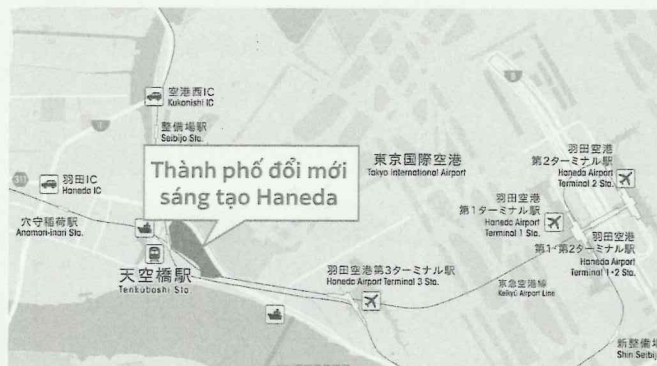 空港西IC
Kukonishi IC
整備場駅
Seibijo Sta.
Thành phố đổi mới
sáng tạo Haneda
羽田IC
Haneda IC
穴守稲荷駅
Anamori-inari Sta.
天空橋駅
Tenkubashi Sta.
東京国際空港
Tokyo International Airport
羽田空港
第2ターミナル駅
Haneda Airport
Terminal 2 Sta.
羽田空港
第1ターミナル駅
Haneda Airport
Terminal 1 Sta.
羽田空港
第1・第2ターミナル駅
Haneda Airport
Terminal 1・2 Sta.
羽田空港第3ターミナル駅
Haneda Airport Terminal 3 Sta.
京急空港線
Keikyu Airport Line
新整備場
Shin Seibij